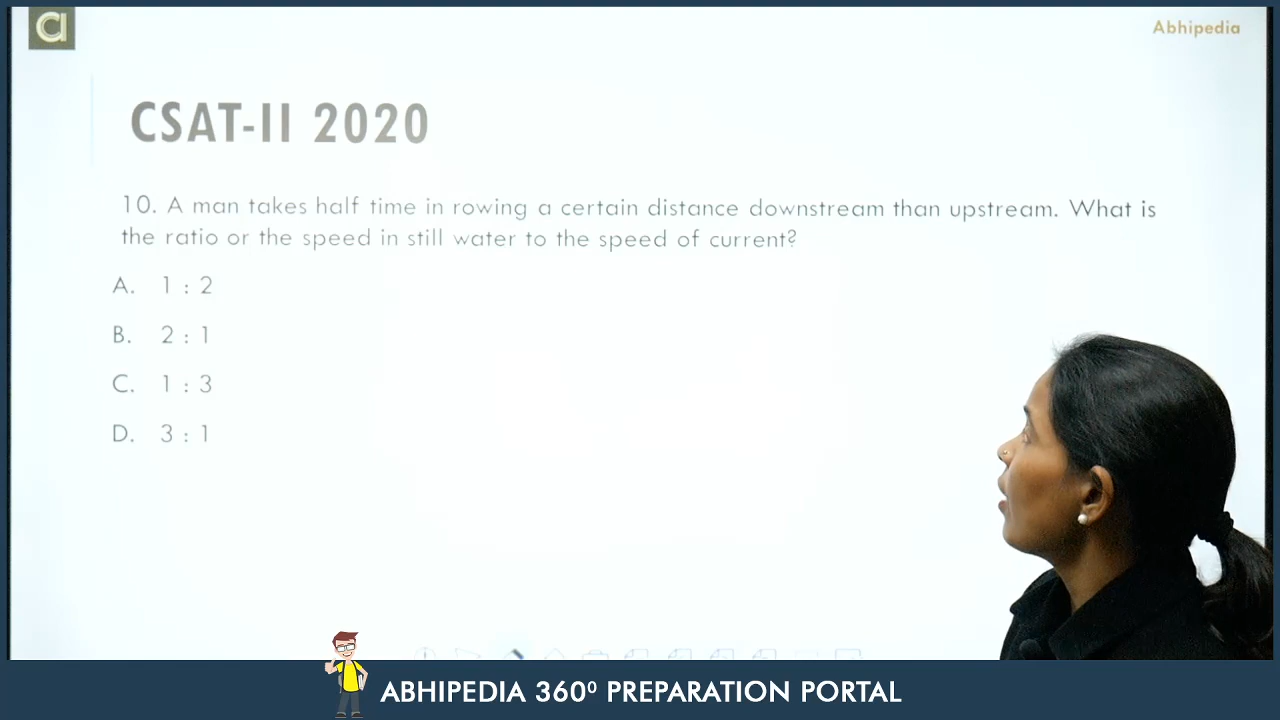 a
Abhipedia
CSAT-II 2020
10. A man takes half time in rowing a certain distance downstream than upstream. What is
the ratio or the speed in still water to the speed of current?
A. 1 : 2
B. 2 : 1
C. 1 : 3
D. 3 : 1
ABHIPEDIA 360⁰ PREPARATION PORTAL